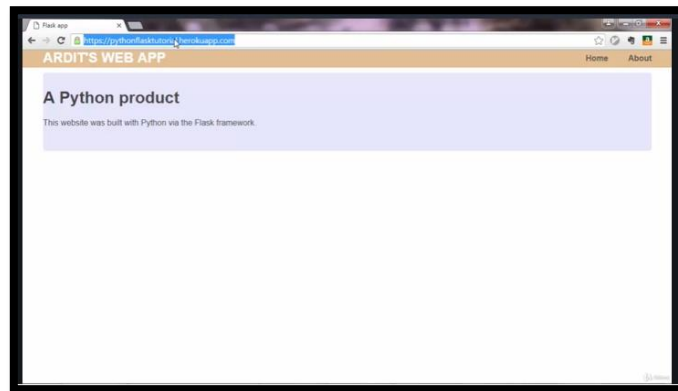 Flask app
https://pythonflasktutorial.herokuapp.com
ARDIT'S WEB APP
Home About
A Python product
This website was built with Python via the Flask framework.